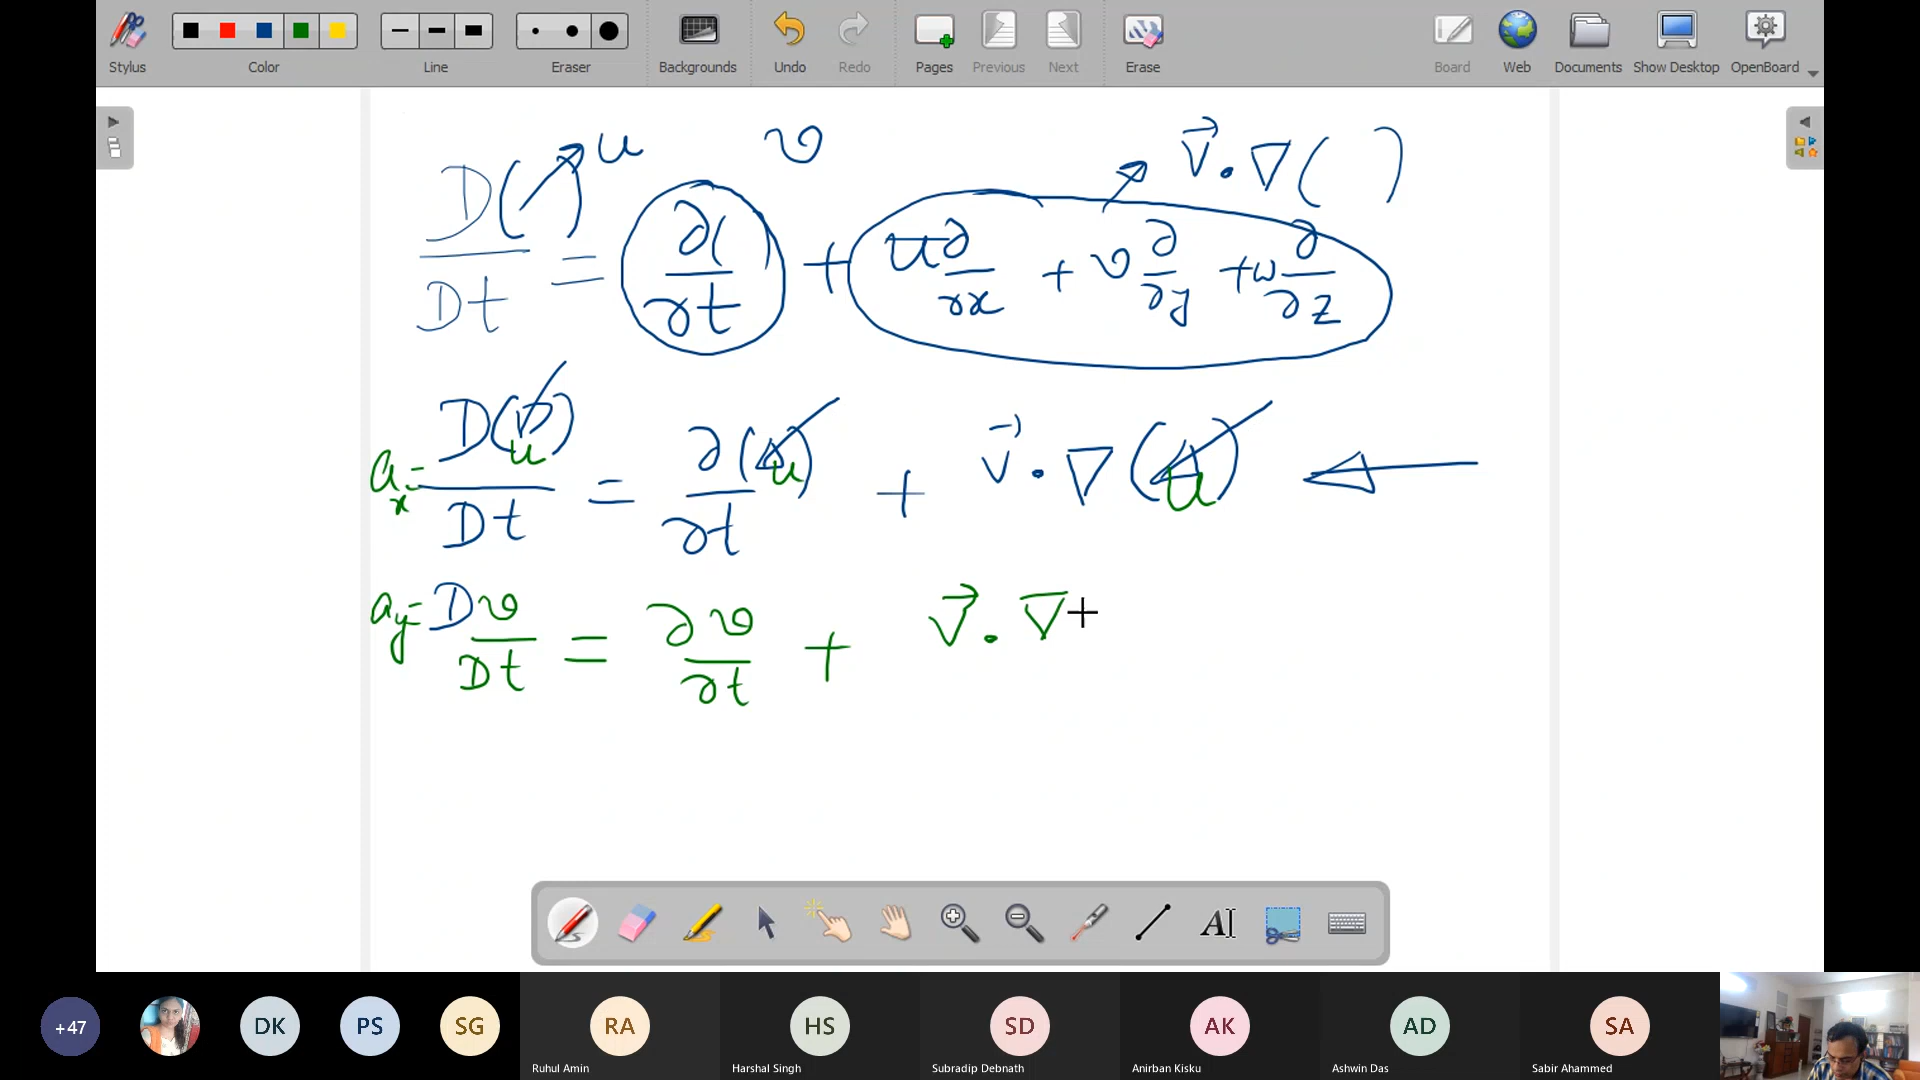 Stylus Color Line Eraser Backgrounds Undo Redo Pages Previous Next Erase Board Web Documents Show Desktop OpenBoard
D( )/Dt → u v V⃗·∇( )
= ∂( )/∂t + u∂/∂x + v∂/∂y + w∂/∂z
aₓ = D(u)/Dt = ∂(u)/∂t + V⃗·∇(u)
a_y = Dv/Dt = ∂v/∂t + V⃗·∇
AI
+47 DK PS SG RA HS SD AK AD SA
Ruhul Amin Harshal Singh Subradip Debnath Anirban Kisku Ashwin Das Sabir Ahammed